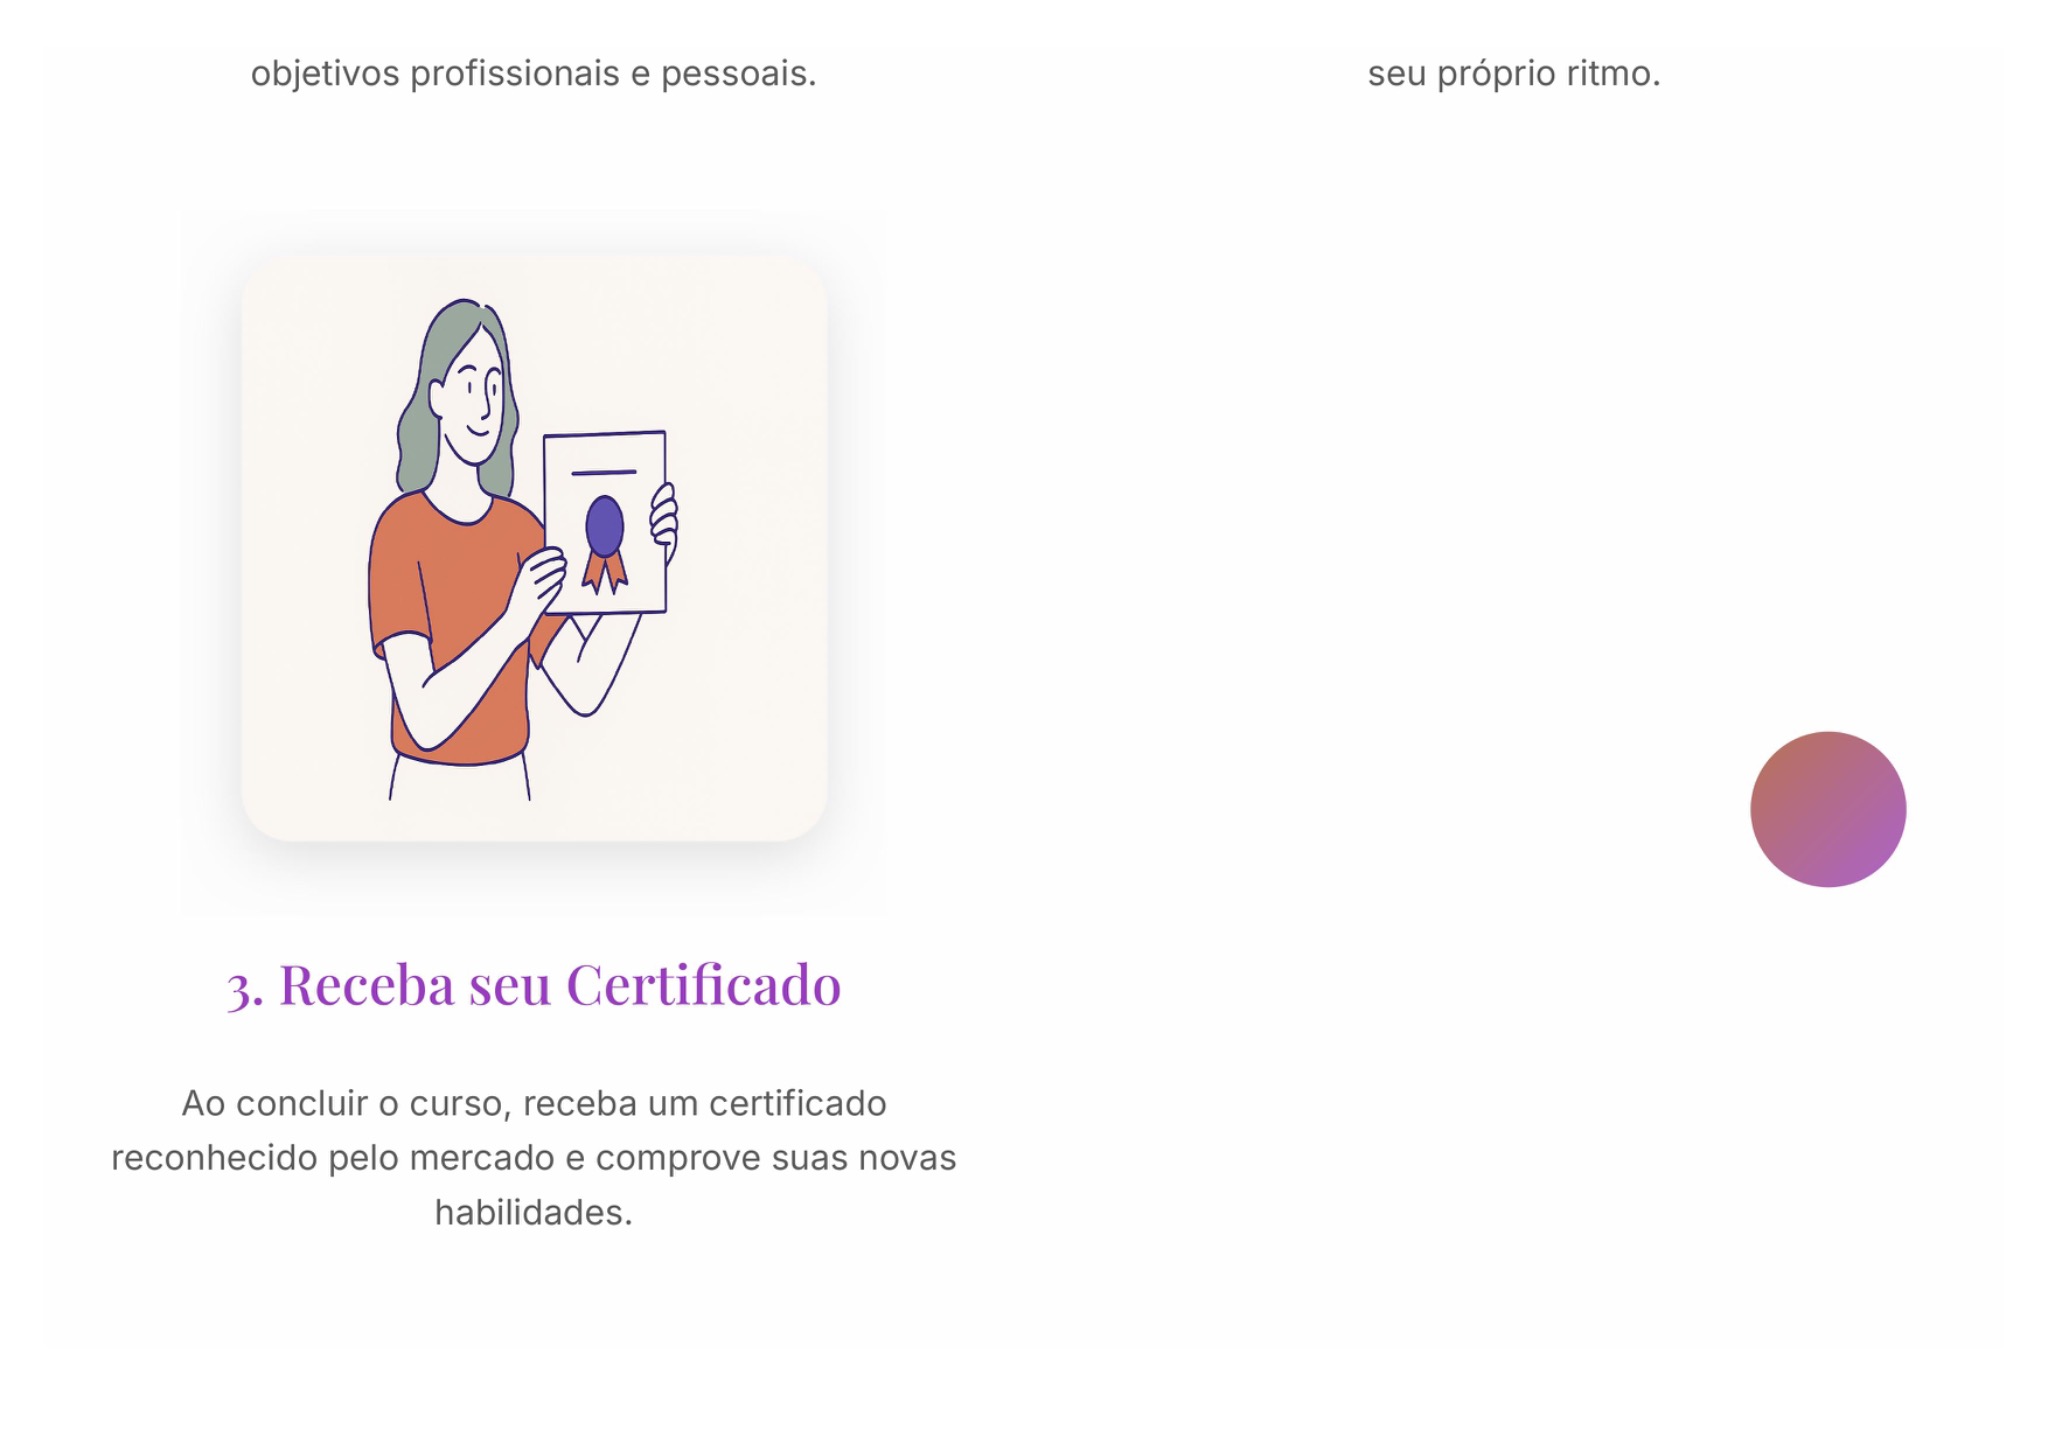 objetivos profissionais e pessoais.
seu próprio ritmo.
3. Receba seu Certificado
Ao concluir o curso, receba um certificado
reconhecido pelo mercado e comprove suas novas
habilidades.